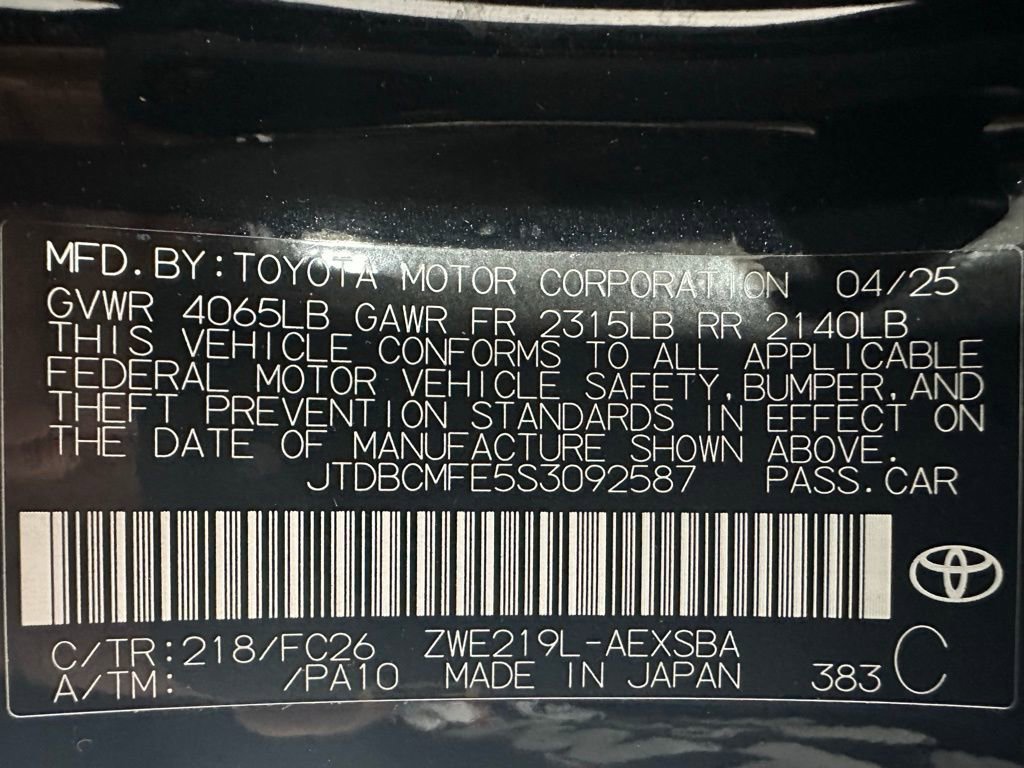 MFD.BY:TOYOTA MOTOR CORPORATION 04/25
GVWR 4065LB GAWR FR 2315LB RR 2140LB
THIS VEHICLE CONFORMS TO ALL APPLICABLE
FEDERAL MOTOR VEHICLE SAFETY,BUMPER,AND
THEFT PREVENTION STANDARDS IN EFFECT ON
THE DATE OF MANUFACTURE SHOWN ABOVE.
JTDBCMFE5S3092587 PASS.CAR
C/TR:218/FC26 ZWE219L-AEXSBA
A/TM: /PA10 MADE IN JAPAN 383 C